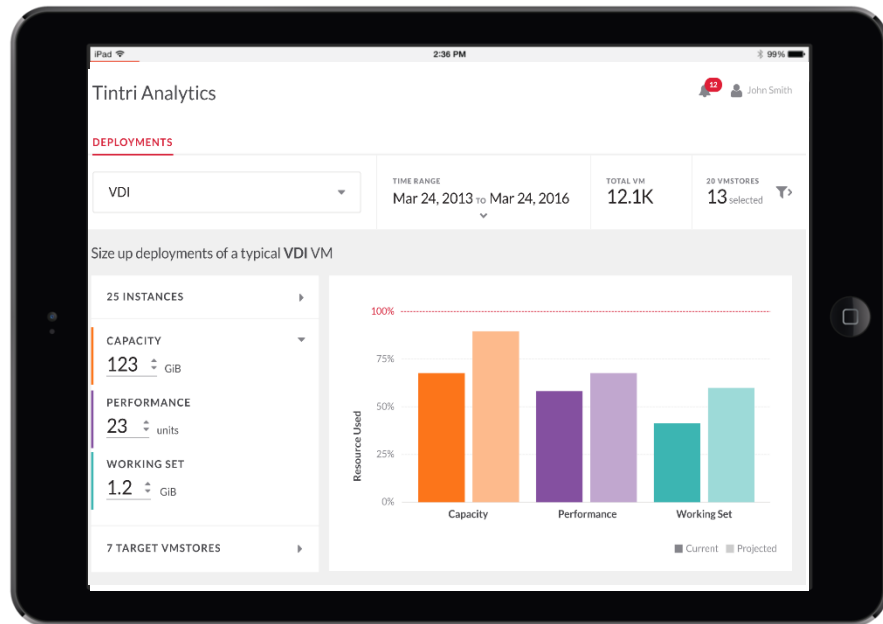 iPad 2:36 PM 99%
Tintri Analytics 12 John Smith
DEPLOYMENTS
VDI
TIME RANGE
Mar 24, 2013 TO Mar 24, 2016
TOTAL VM
12.1K
20 VMSTORES
13 selected
Size up deployments of a typical VDI VM
25 INSTANCES
CAPACITY
123 GiB
PERFORMANCE
23 units
WORKING SET
1.2 GiB
7 TARGET VMSTORES
100%
75%
50%
25%
0%
Resource Used
Capacity Performance Working Set
Current Projected